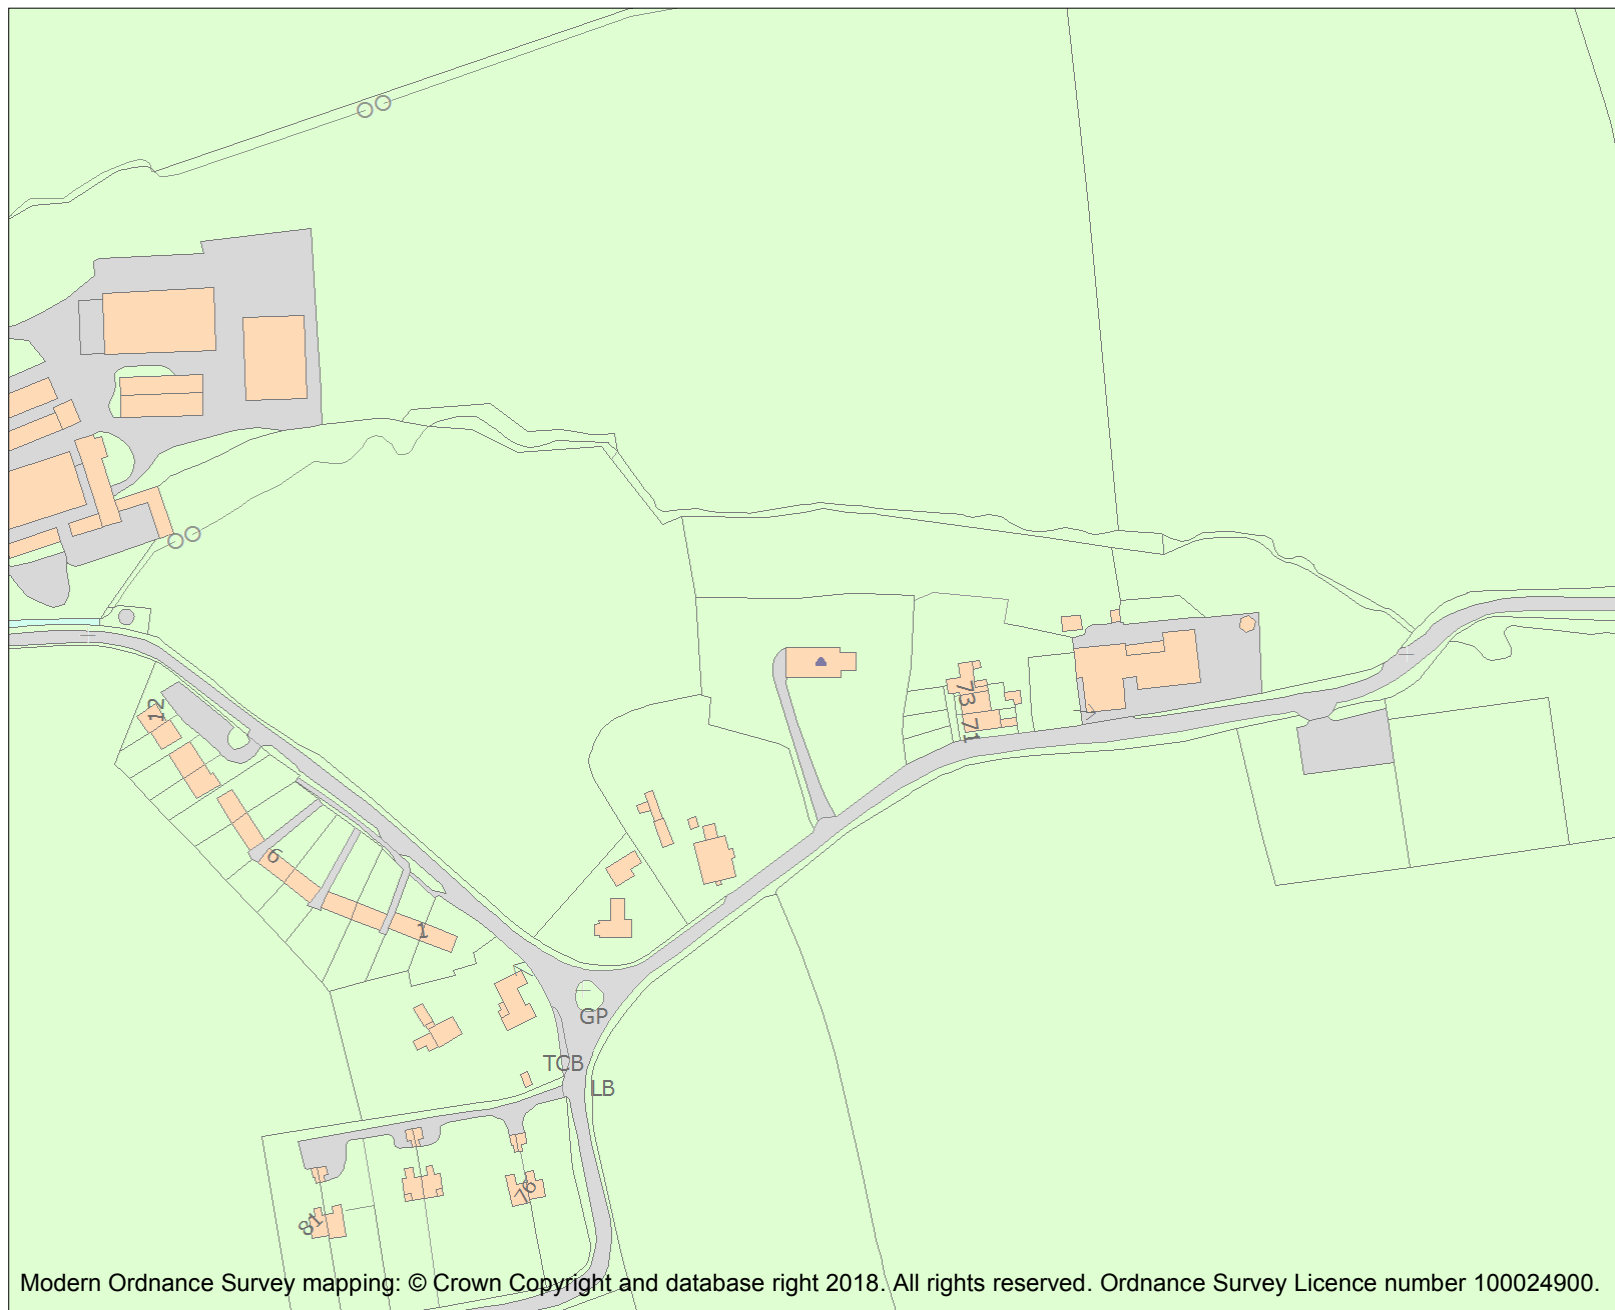 12
73
71
6
1
GP
TCB
LB
76
81
Modern Ordnance Survey mapping: © Crown Copyright and database right 2018. All rights reserved. Ordnance Survey Licence number 100024900.